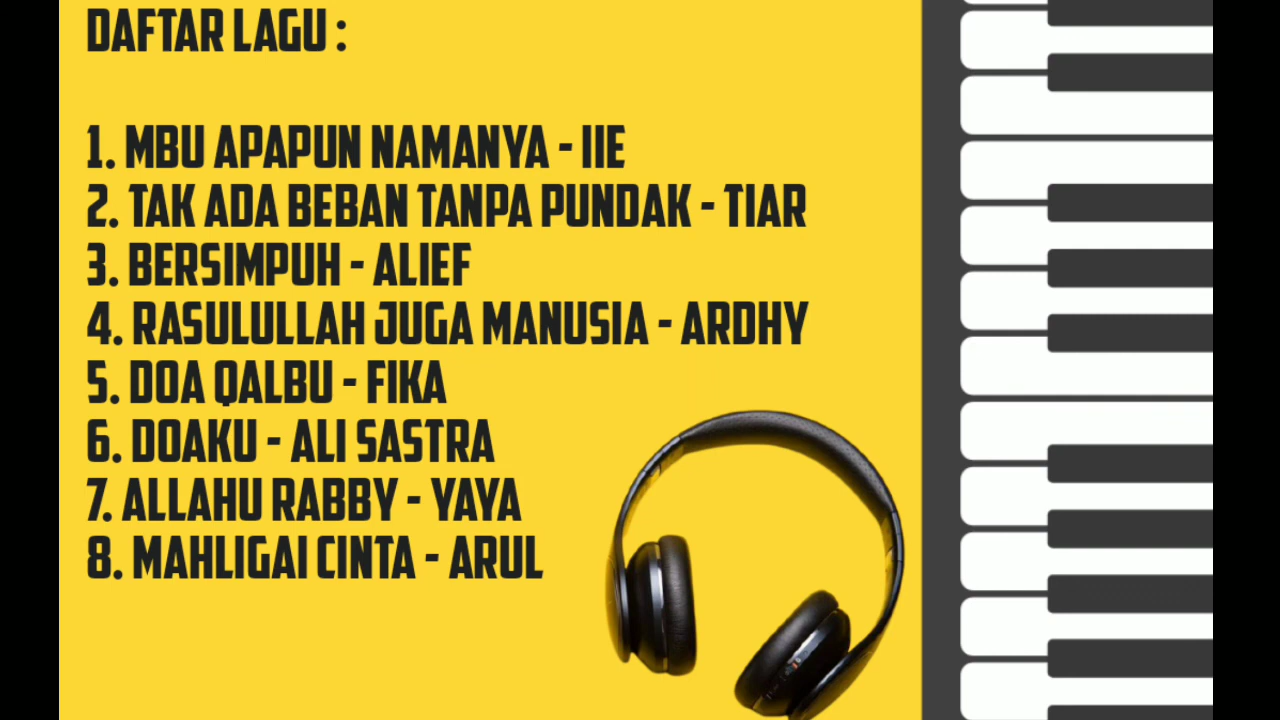 DAFTAR LAGU :
1. MBU APAPUN NAMANYA - IIE
2. TAK ADA BEBAN TANPA PUNDAK - TIAR
3. BERSIMPUH - ALIEF
4. RASULULLAH JUGA MANUSIA - ARDHY
5. DOA QALBU - FIKA
6. DOAKU - ALI SASTRA
7. ALLAHU RABBY - YAYA
8. MAHLIGAI CINTA - ARUL